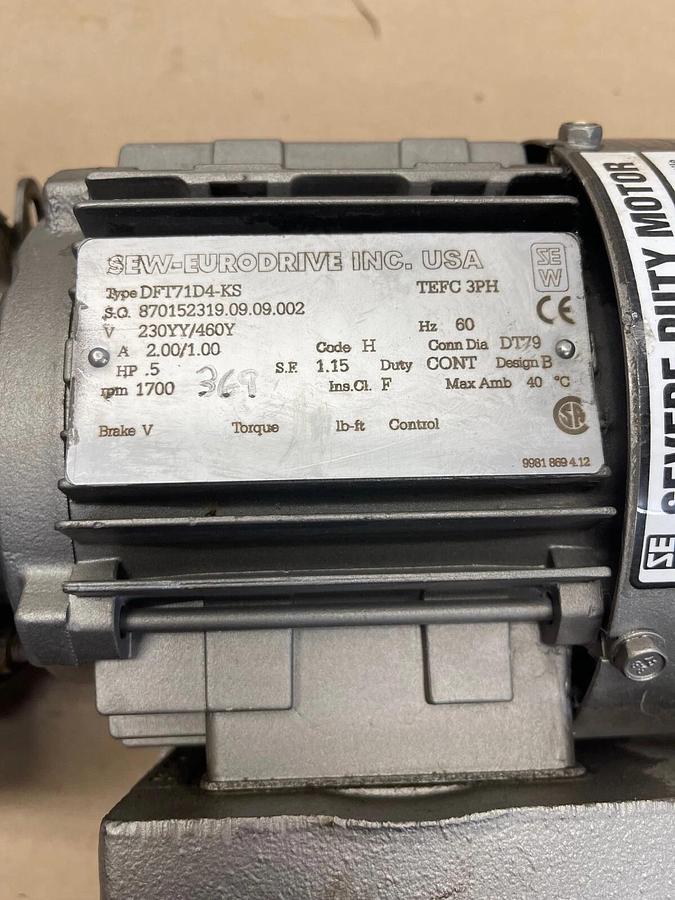 SEW-EURODRIVE INC. USA
SE
W
Type DFT71D4-KS TEFC 3PH
S.O. 870152319.09.09.002 CE
V 230YY/460Y Hz 60
A 2.00/1.00 Code H Conn Dia DT79
HP .5 S.F. 1.15 Duty CONT Design B
rpm 1700 369 Ins.Cl. F Max Amb 40 °C
SA
Brake V Torque lb-ft Control
9981 869 4.12
SEVERE DUTY MOTOR
SE